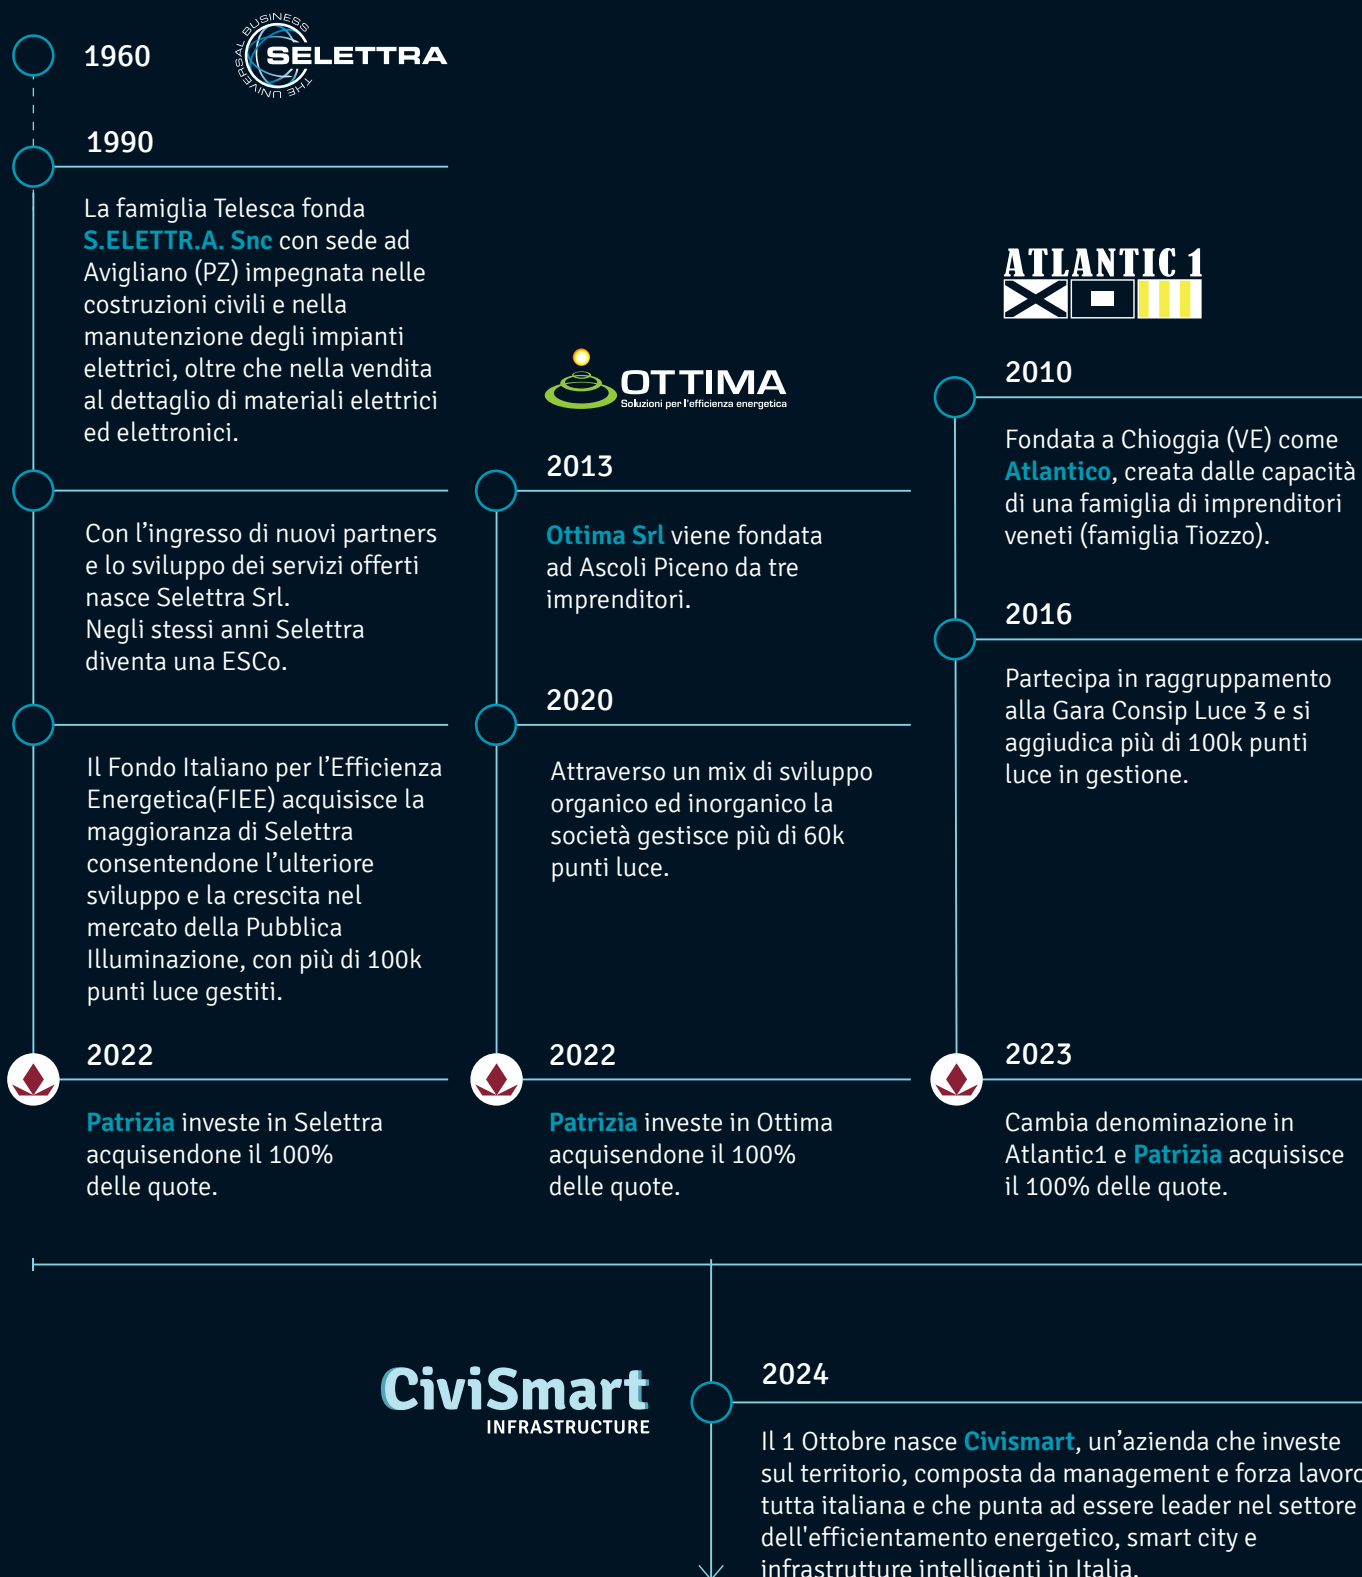 1960
THE UNIVERSAL BUSINESS
SELETTRA
1990
La famiglia Telesca fonda
S.ELETTR.A. Snc con sede ad
Avigliano (PZ) impegnata nelle
costruzioni civili e nella
manutenzione degli impianti
elettrici, oltre che nella vendita
al dettaglio di materiali elettrici
ed elettronici.
Con l’ingresso di nuovi partners
e lo sviluppo dei servizi offerti
nasce Selettra Srl.
Negli stessi anni Selettra
diventa una ESCo.
Il Fondo Italiano per l’Efficienza
Energetica(FIEE) acquisisce la
maggioranza di Selettra
consentendone l’ulteriore
sviluppo e la crescita nel
mercato della Pubblica
Illuminazione, con più di 100k
punti luce gestiti.
2022
Patrizia investe in Selettra
acquisendone il 100%
delle quote.
OTTIMA
Soluzioni per l'efficienza energetica
2013
Ottima Srl viene fondata
ad Ascoli Piceno da tre
imprenditori.
2020
Attraverso un mix di sviluppo
organico ed inorganico la
società gestisce più di 60k
punti luce.
2022
Patrizia investe in Ottima
acquisendone il 100%
delle quote.
ATLANTIC 1
2010
Fondata a Chioggia (VE) come
Atlantico, creata dalle capacità
di una famiglia di imprenditori
veneti (famiglia Tiozzo).
2016
Partecipa in raggruppamento
alla Gara Consip Luce 3 e si
aggiudica più di 100k punti
luce in gestione.
2023
Cambia denominazione in
Atlantic1 e Patrizia acquisisce
il 100% delle quote.
CiviSmart
INFRASTRUCTURE
2024
Il 1 Ottobre nasce Civismart, un’azienda che investe
sul territorio, composta da management e forza lavoro
tutta italiana e che punta ad essere leader nel settore
dell'efficientamento energetico, smart city e
infrastrutture intelligenti in Italia.